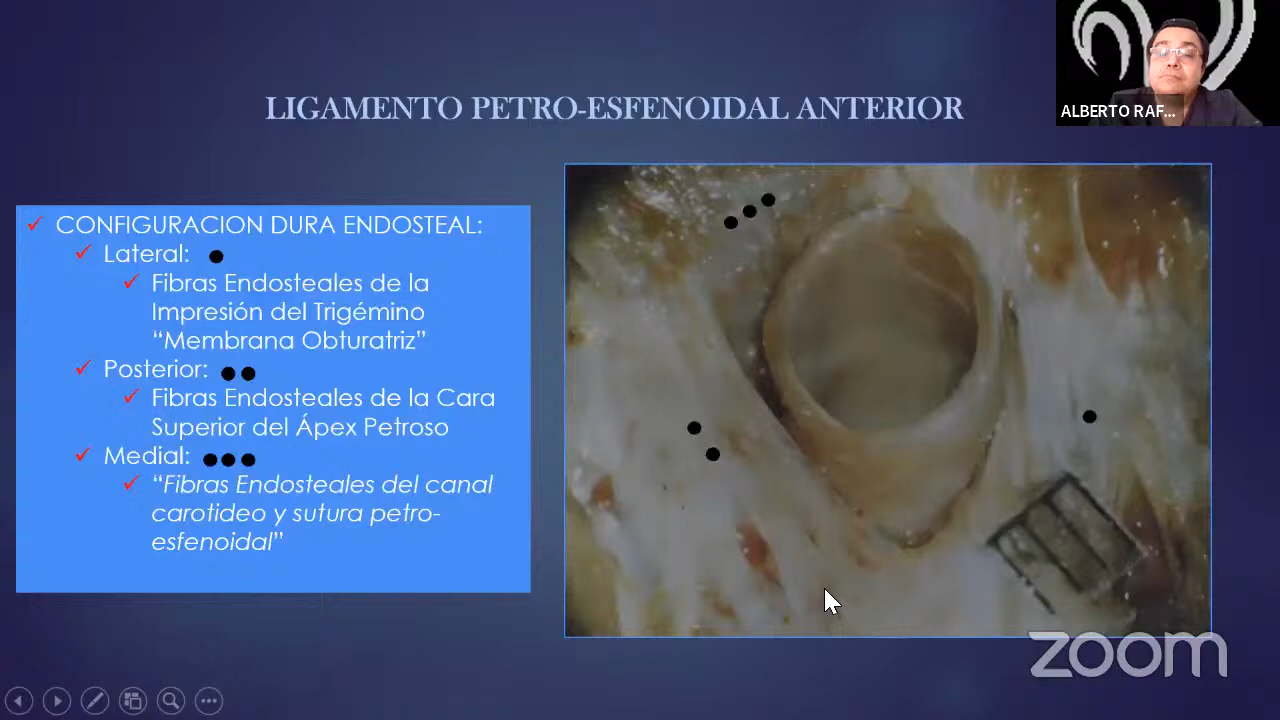 ALBERTO RAF...
LIGAMENTO PETRO-ESFENOIDAL ANTERIOR
CONFIGURACION DURA ENDOSTEAL:
Lateral:
Fibras Endosteales de la
Impresión del Trigémino
“Membrana Obturatriz”
Posterior:
Fibras Endosteales de la Cara
Superior del Ápex Petroso
Medial:
“Fibras Endosteales del canal
carotideo y sutura petro-
esfenoidal”
zoom